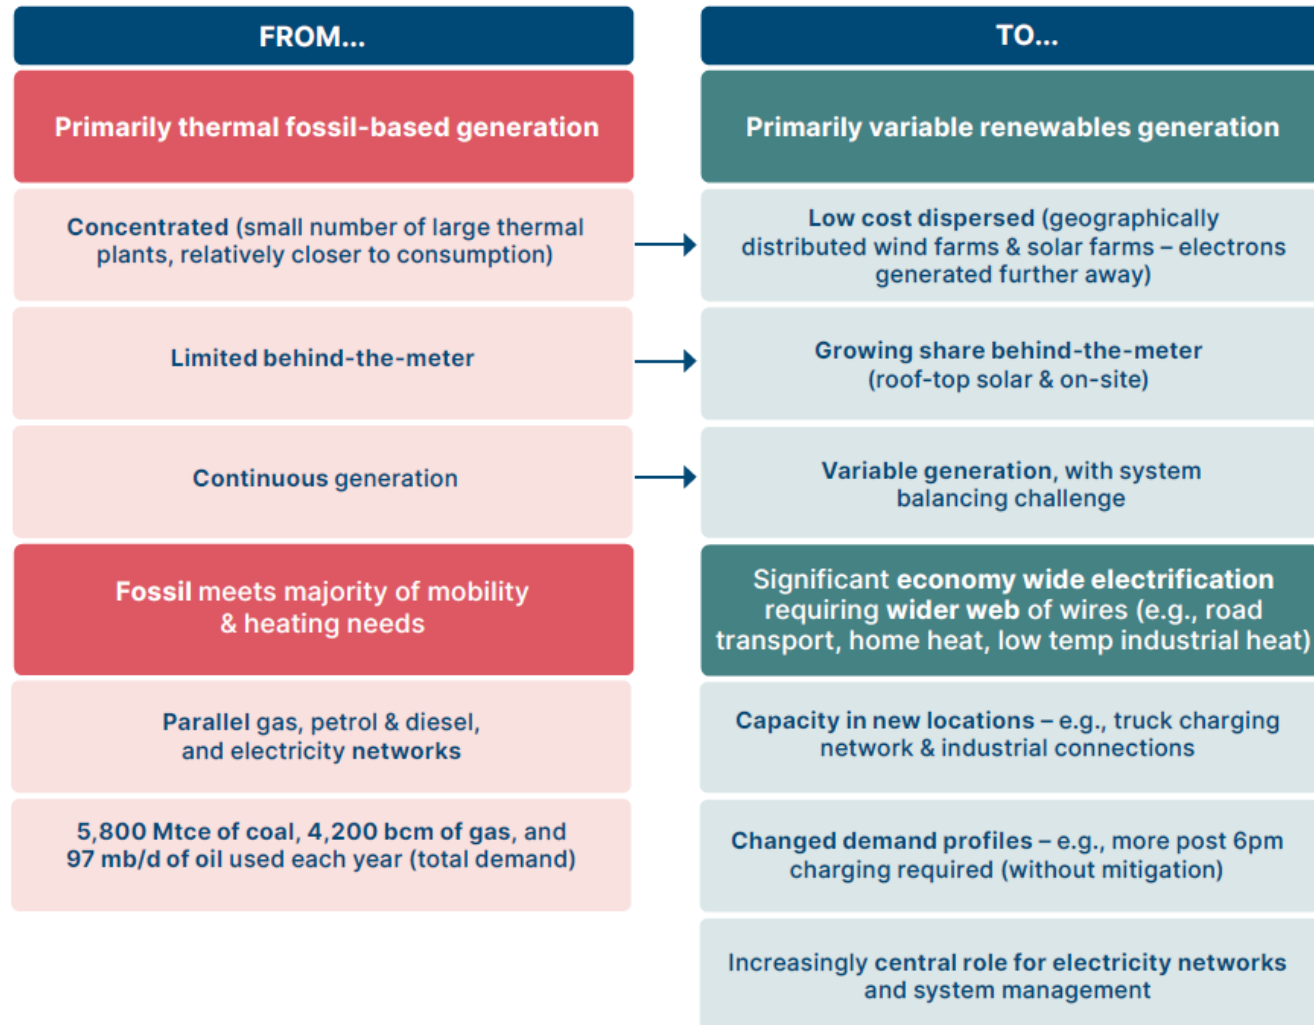 FROM...
Primarily thermal fossil-based generation
Concentrated (small number of large thermal
plants, relatively closer to consumption)
Limited behind-the-meter
Continuous generation
Fossil meets majority of mobility
& heating needs
Parallel gas, petrol & diesel,
and electricity networks
5,800 Mtce of coal, 4,200 bcm of gas, and
97 mb/d of oil used each year (total demand)
TO...
Primarily variable renewables generation
Low cost dispersed (geographically
distributed wind farms & solar farms – electrons
generated further away)
Growing share behind-the-meter
(roof-top solar & on-site)
Variable generation, with system
balancing challenge
Significant economy wide electrification
requiring wider web of wires (e.g., road
transport, home heat, low temp industrial heat)
Capacity in new locations – e.g., truck charging
network & industrial connections
Changed demand profiles – e.g., more post 6pm
charging required (without mitigation)
Increasingly central role for electricity networks
and system management